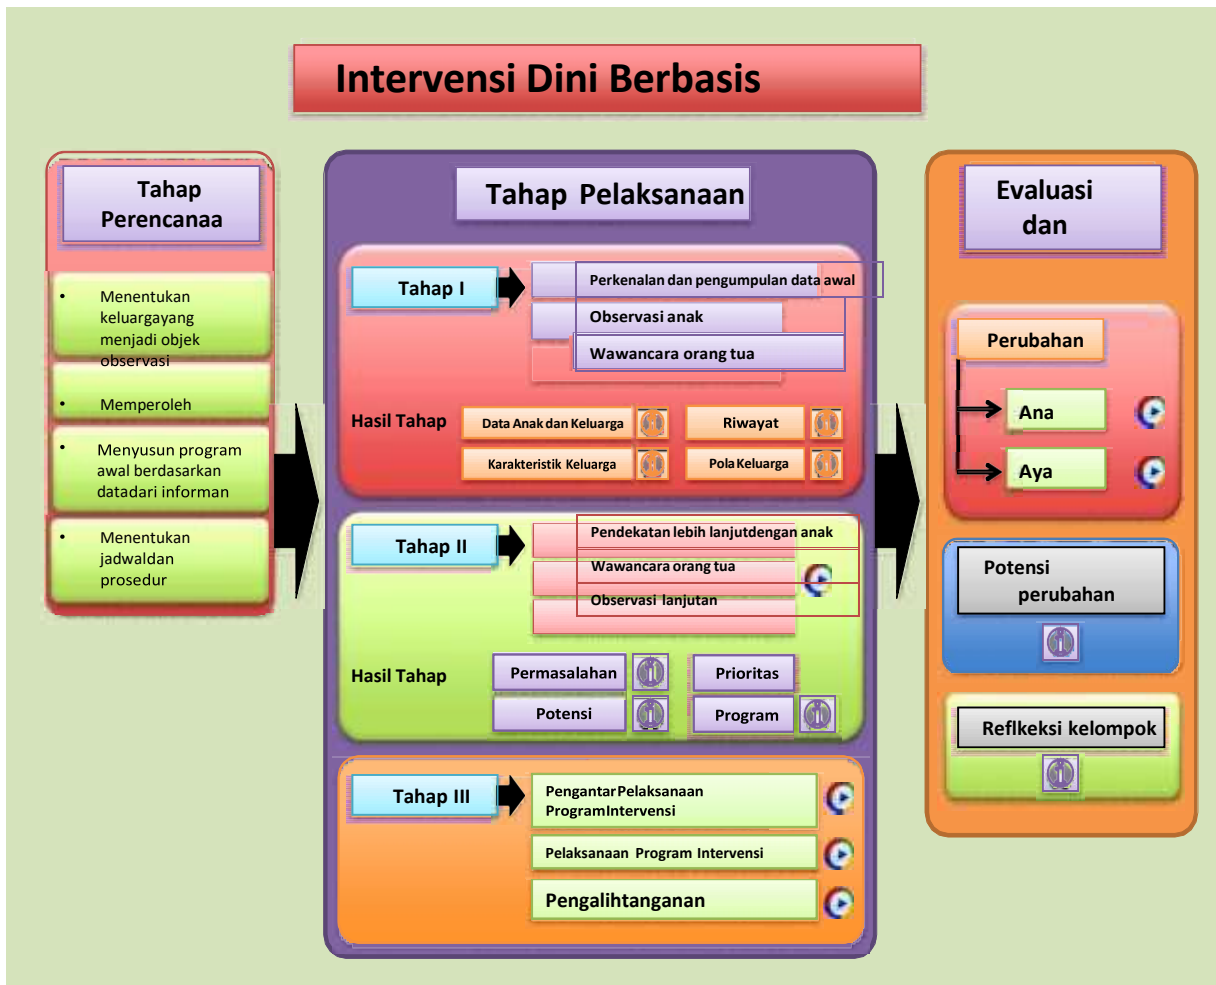 Intervensi Dini Berbasis
Tahap
Perencanaa
• Menentukan
keluargayang
menjadi objek
observasi
• Memperoleh
• Menyusun program
awal berdasarkan
datadari informan
• Menentukan
jadwaldan
prosedur
Tahap Pelaksanaan
Tahap I
Perkenalan dan pengumpulan data awal
Observasi anak
Wawancara orang tua
Hasil Tahap
Data Anak dan Keluarga
Riwayat
Karakteristik Keluarga
Pola Keluarga
Tahap II
Pendekatan lebih lanjutdengan anak
Wawancara orang tua
Observasi lanjutan
Hasil Tahap
Permasalahan
Prioritas
Potensi
Program
Tahap III
Pengantar Pelaksanaan
ProgramIntervensi
Pelaksanaan Program Intervensi
Pengalihtanganan
Evaluasi
dan
Perubahan
Ana
Aya
Potensi
perubahan
Reflkeksi kelompok